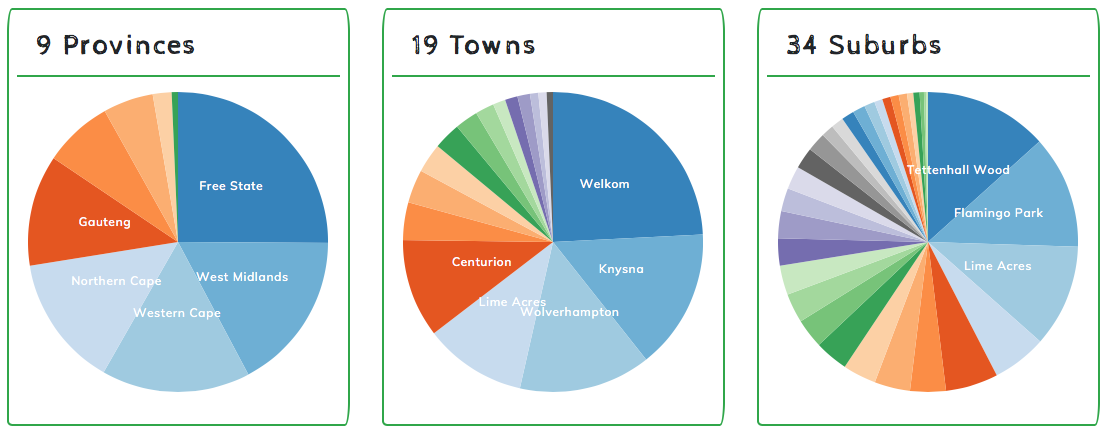 9 Provinces
Free State
Gauteng
West Midlands
Northern Cape
Western Cape
19 Towns
Welkom
Centurion
Knysna
Lime Acres
Wolverhampton
34 Suburbs
Tettenhall Wood
Flamingo Park
Lime Acres